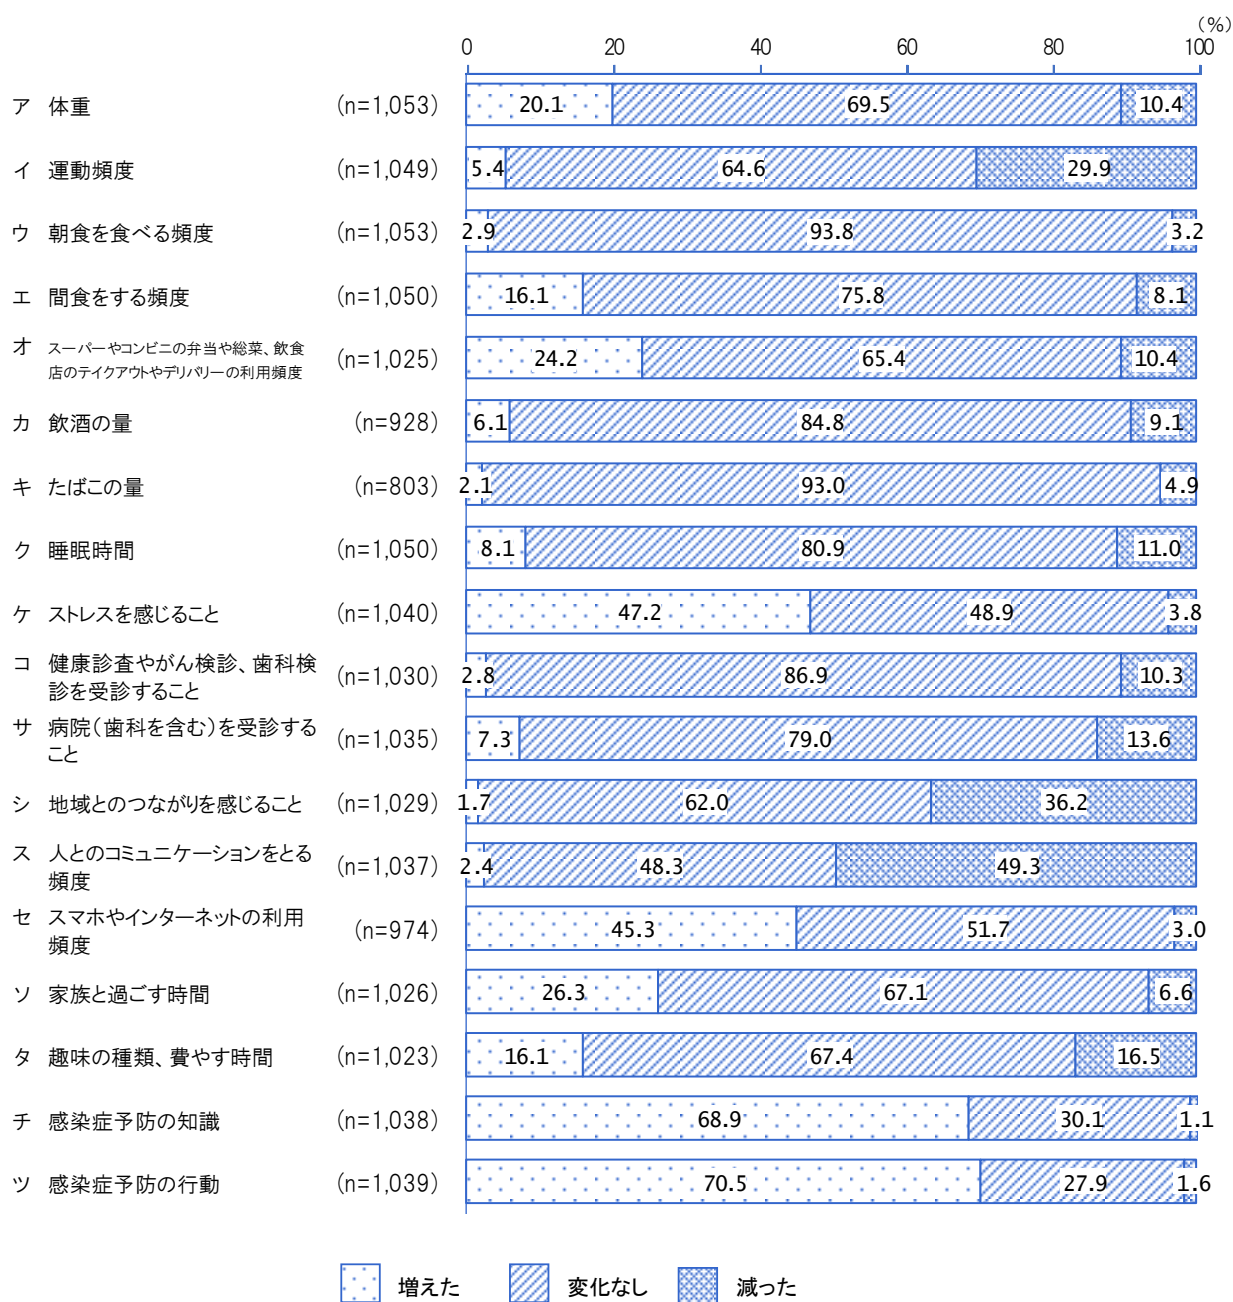 (%)
0 20 40 60 80 100
ア 体重 (n=1,053) 20.1 69.5 10.4
イ 運動頻度 (n=1,049) 5.4 64.6 29.9
ウ 朝食を食べる頻度 (n=1,053) 2.9 93.8 3.2
エ 間食をする頻度 (n=1,050) 16.1 75.8 8.1
オ スーパーやコンビニの弁当や総菜、飲食
店のテイクアウトやデリバリーの利用頻度 (n=1,025) 24.2 65.4 10.4
カ 飲酒の量 (n=928) 6.1 84.8 9.1
キ たばこの量 (n=803) 2.1 93.0 4.9
ク 睡眠時間 (n=1,050) 8.1 80.9 11.0
ケ ストレスを感じること (n=1,040) 47.2 48.9 3.8
コ 健康診査やがん検診、歯科検
診を受診すること (n=1,030) 2.8 86.9 10.3
サ 病院(歯科を含む)を受診する
こと (n=1,035) 7.3 79.0 13.6
シ 地域とのつながりを感じること (n=1,029) 1.7 62.0 36.2
ス 人とのコミュニケーションをとる
頻度 (n=1,037) 2.4 48.3 49.3
セ スマホやインターネットの利用
頻度 (n=974) 45.3 51.7 3.0
ソ 家族と過ごす時間 (n=1,026) 26.3 67.1 6.6
タ 趣味の種類、費やす時間 (n=1,023) 16.1 67.4 16.5
チ 感染症予防の知識 (n=1,038) 68.9 30.1 1.1
ツ 感染症予防の行動 (n=1,039) 70.5 27.9 1.6
増えた 変化なし 減った